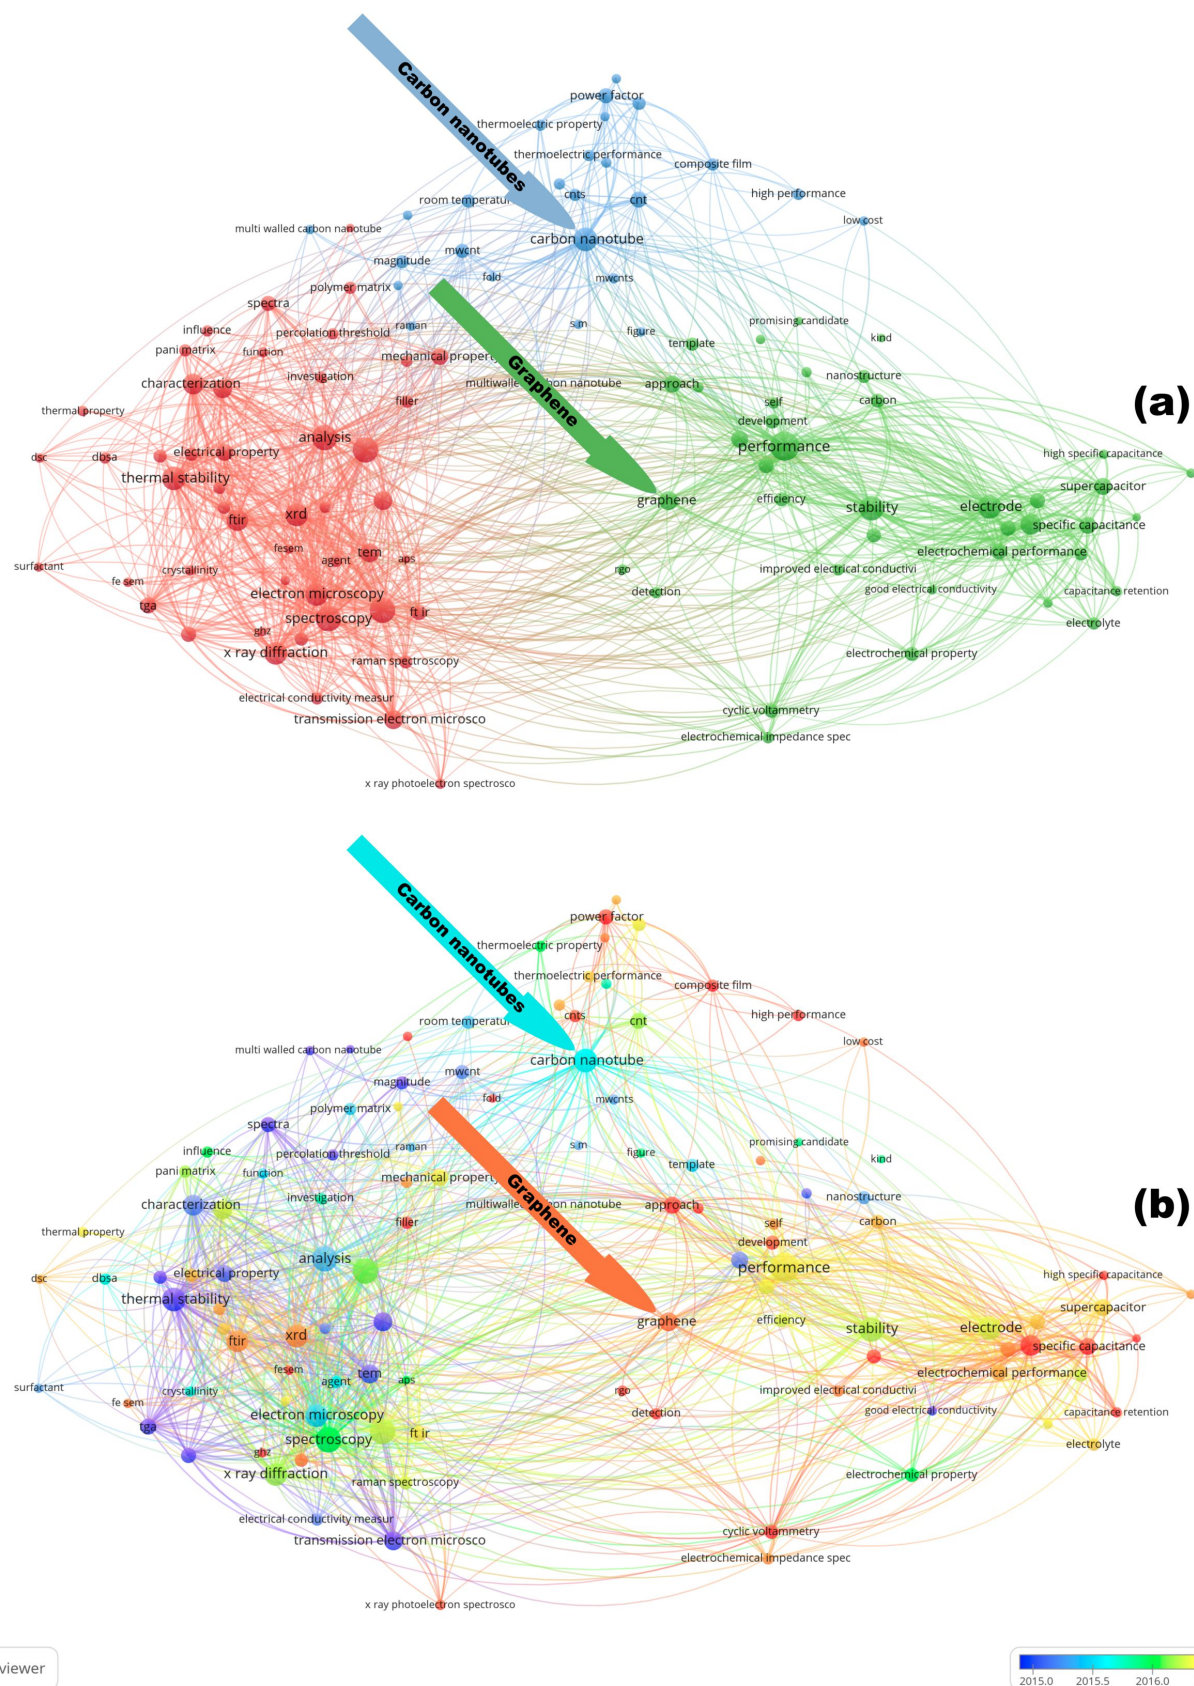 Carbon nanotubes
power factor
thermoelectric property
thermoelectric performance
composite film
cnts
cnt
high performance
room temperatur
low cost
multi walled carbon nanotube
carbon nanotube
mwcnt
magnitude
fold
mwcnts
polymer matrix
spectra
raman
s m
figure
promising candidate
influence
percolation threshold
template
kind
pani matrix
function
mechanical propert
Graphene
investigation
multiwalle
on nanotube
approach
nanostructure
characterization
filler
self
carbon
(a)
thermal property
development
analysis
performance
electrical property
dsc
dbsa
high specific capacitance
thermal stability
supercapacitor
graphene
efficiency
stability
electrode
xrd
ftir
specific capacitance
fesem
tem
agent
aps
electrochemical performance
surfactant
crystallinity
rgo
improved electrical conductivi
fe sem
electron microscopy
detection
good electrical conductivity
capacitance retention
tga
spectroscopy
ft ir
electrolyte
ghz
x ray diffraction
raman spectroscopy
electrochemical property
electrical conductivity measur
transmission electron microsco
cyclic voltammetry
electrochemical impedance spec
x ray photoelectron spectrosco
Carbon nanotubes
power factor
thermoelectric property
thermoelectric performance
composite film
cnts
cnt
high performance
room temperatur
low cost
multi walled carbon nanotube
carbon nanotube
mwcnt
magnitude
fold
mwcnts
polymer matrix
spectra
raman
s m
figure
promising candidate
influence
percolation threshold
template
kind
pani matrix
function
mechanical propert
Graphene
investigation
multiwalle
on nanotube
approach
nanostructure
characterization
filler
self
carbon
(b)
thermal property
development
analysis
performance
electrical property
dsc
dbsa
high specific capacitance
thermal stability
supercapacitor
graphene
efficiency
stability
electrode
xrd
ftir
specific capacitance
fesem
tem
agent
aps
electrochemical performance
surfactant
crystallinity
rgo
improved electrical conductivi
fe sem
electron microscopy
detection
good electrical conductivity
capacitance retention
tga
spectroscopy
ft ir
electrolyte
ghz
x ray diffraction
raman spectroscopy
electrochemical property
electrical conductivity measur
transmission electron microsco
cyclic voltammetry
electrochemical impedance spec
x ray photoelectron spectrosco
viewer
2015.0 2015.5 2016.0